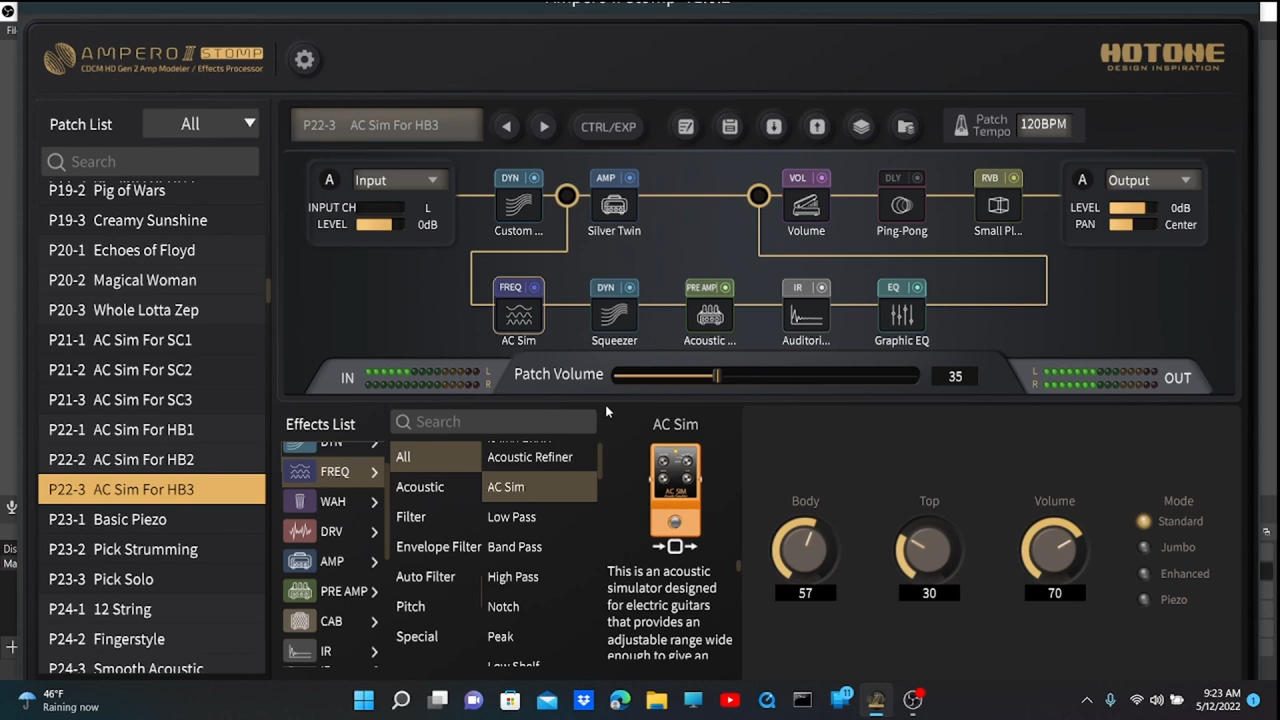 Fil
AMPERO II STOMP
CDCM HD Gen 2 Amp Modeler / Effects Processor
HOTONE
DESIGN INSPIRATION
Patch List
All
Search
P19-2 Pig of Wars
P19-3 Creamy Sunshine
P20-1 Echoes of Floyd
P20-2 Magical Woman
P20-3 Whole Lotta Zep
P21-1 AC Sim For SC1
P21-2 AC Sim For SC2
P21-3 AC Sim For SC3
P22-1 AC Sim For HB1
P22-2 AC Sim For HB2
P22-3 AC Sim For HB3
P23-1 Basic Piezo
P23-2 Pick Strumming
P23-3 Pick Solo
P24-1 12 String
P24-2 Fingerstyle
P24-3 Smooth Acoustic
P22-3 AC Sim For HB3
CTRL/EXP
Patch Tempo
120BPM
A Input
INPUT CH L
LEVEL 0dB
DYN
Custom ...
AMP
Silver Twin
VOL
Volume
DLY
Ping-Pong
RVB
Small Pl...
A Output
LEVEL 0dB
PAN Center
FREQ
AC Sim
DYN
Squeezer
PRE AMP
Acoustic ...
IR
Auditori...
EQ
Graphic EQ
IN
L
R
Patch Volume
35
L
R
OUT
Effects List
Search
DYN
FREQ
WAH
DRV
AMP
PRE AMP
CAB
IR
All
Acoustic
Filter
Envelope Filter
Auto Filter
Pitch
Special
Acoustic Refiner
AC Sim
Low Pass
Band Pass
High Pass
Notch
Peak
Low Shelf
AC Sim
AC SIM
This is an acoustic
simulator designed
for electric guitars
that provides an
adjustable range wide
enough to give an
Body
57
Top
30
Volume
70
Mode
Standard
Jumbo
Enhanced
Piezo
Dis
Ma
46°F
Raining now
11
9:23 AM
5/12/2022
1